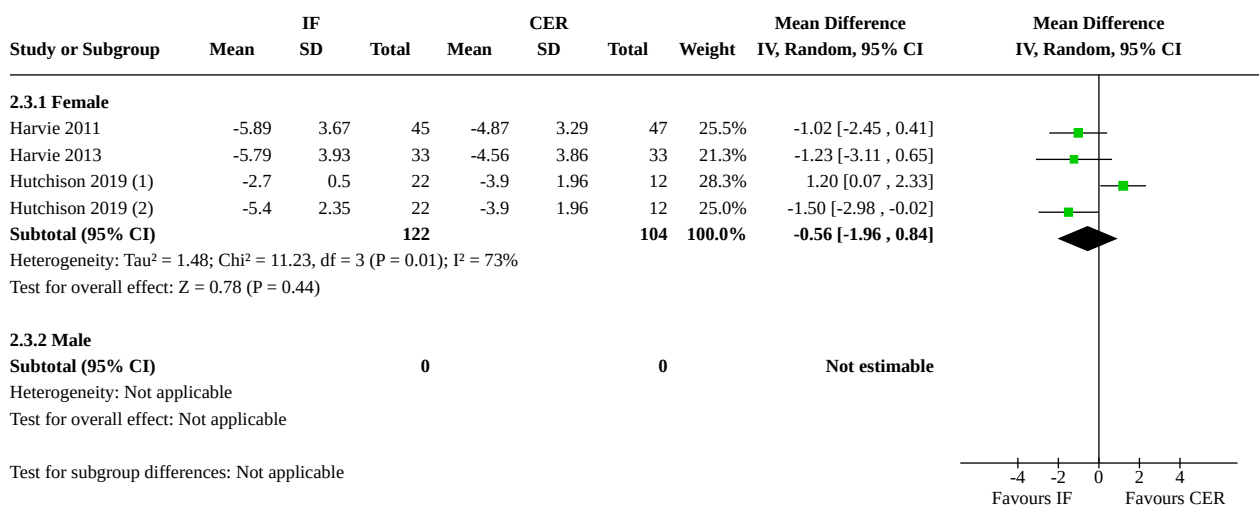 IF CER Mean Difference Mean Difference
Study or Subgroup Mean SD Total Mean SD Total Weight IV, Random, 95% CI IV, Random, 95% CI
2.3.1 Female
Harvie 2011 -5.89 3.67 45 -4.87 3.29 47 25.5% -1.02 [-2.45 , 0.41]
Harvie 2013 -5.79 3.93 33 -4.56 3.86 33 21.3% -1.23 [-3.11 , 0.65]
Hutchison 2019 (1) -2.7 0.5 22 -3.9 1.96 12 28.3% 1.20 [0.07 , 2.33]
Hutchison 2019 (2) -5.4 2.35 22 -3.9 1.96 12 25.0% -1.50 [-2.98 , -0.02]
Subtotal (95% CI) 122 104 100.0% -0.56 [-1.96 , 0.84]
Heterogeneity: Tau² = 1.48; Chi² = 11.23, df = 3 (P = 0.01); I² = 73%
Test for overall effect: Z = 0.78 (P = 0.44)
2.3.2 Male
Subtotal (95% CI) 0 0 Not estimable
Heterogeneity: Not applicable
Test for overall effect: Not applicable
Test for subgroup differences: Not applicable
-4 -2 0 2 4
Favours IF Favours CER